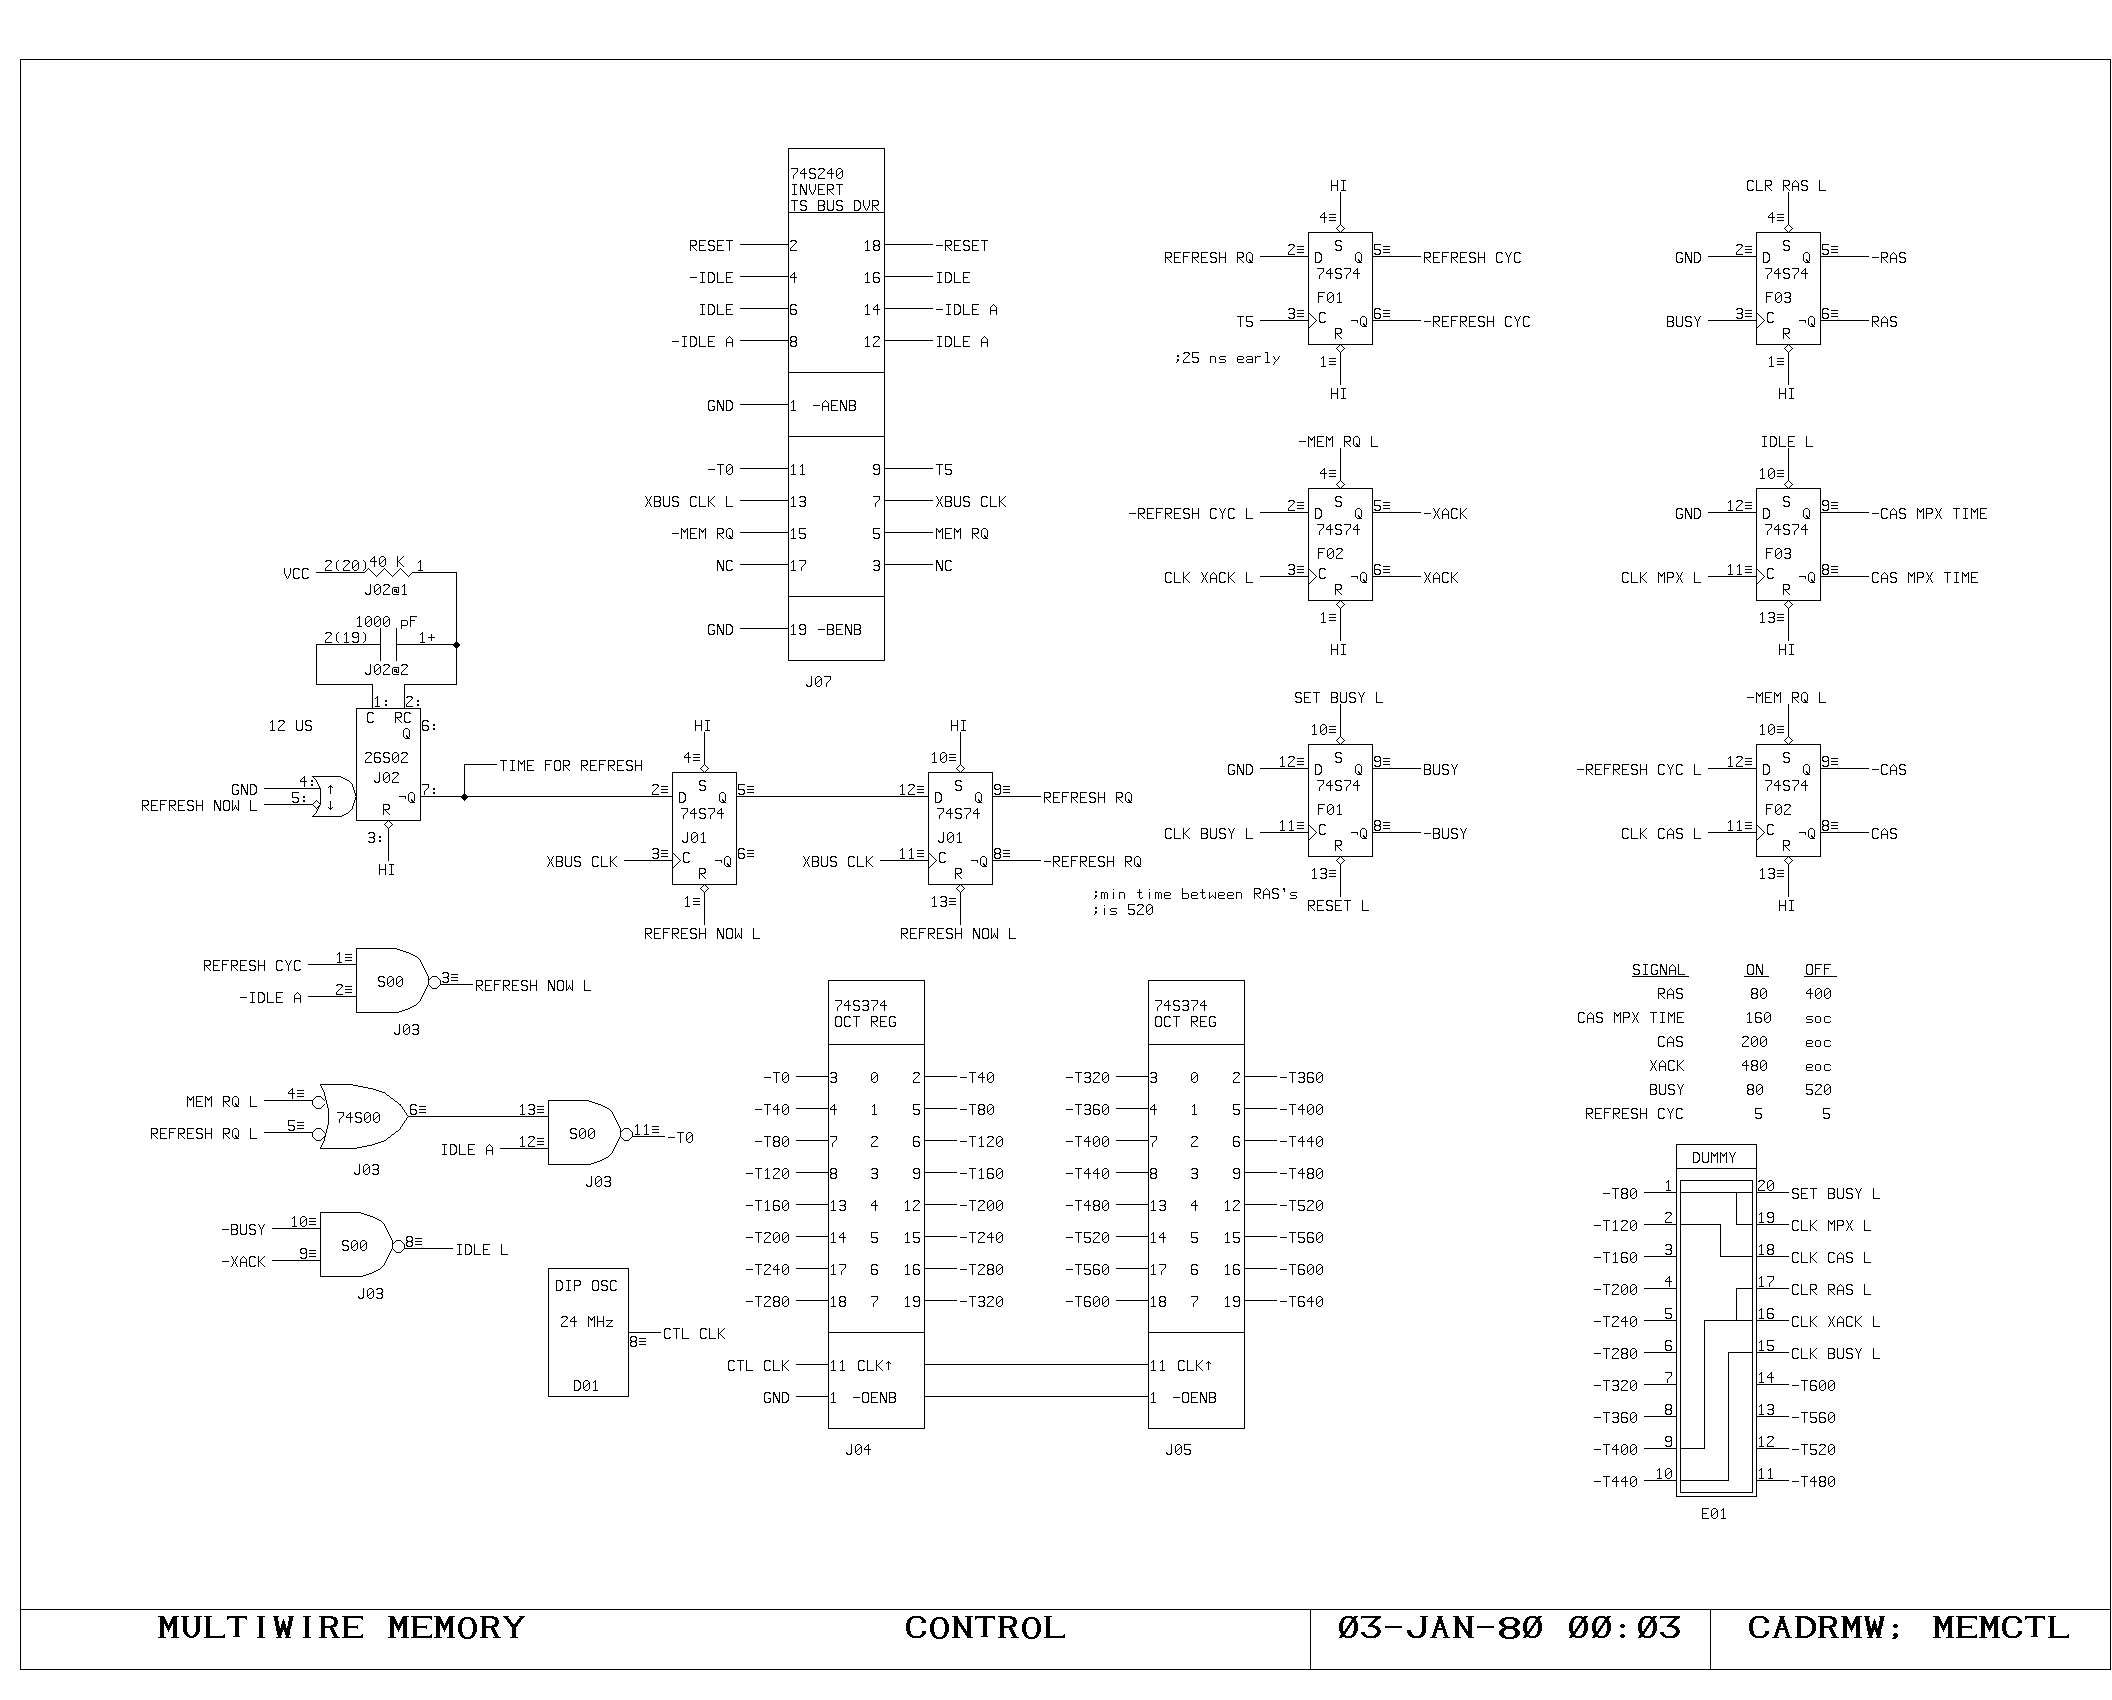 74S240
INVERT
TS BUS DVR
RESET 2 18 -RESET
-IDLE 4 16 IDLE
IDLE 6 14 -IDLE A
-IDLE A 8 12 IDLE A
GND 1 -AENB
-T0 11 9 T5
XBUS CLK L 13 7 XBUS CLK
-MEM RQ 15 5 MEM RQ
NC 17 3 NC
GND 19 -BENB
J07
HI
4≡
REFRESH RQ 2≡ D S Q 5≡ REFRESH CYC
74S74
F01
T5 3≡ C ¬Q 6≡ -REFRESH CYC
R
;25 ns early
1≡
HI
CLR RAS L
4≡
GND 2≡ D S Q 5≡ -RAS
74S74
F03
BUSY 3≡ C ¬Q 6≡ RAS
R
1≡
HI
-MEM RQ L
4≡
-REFRESH CYC L 2≡ D S Q 5≡ -XACK
74S74
F02
CLK XACK L 3≡ C ¬Q 6≡ XACK
R
1≡
HI
IDLE L
10≡
GND 12≡ D S Q 9≡ -CAS MPX TIME
74S74
F03
CLK MPX L 11≡ C ¬Q 8≡ CAS MPX TIME
R
13≡
HI
SET BUSY L
10≡
GND 12≡ D S Q 9≡ BUSY
74S74
F01
CLK BUSY L 11≡ C ¬Q 8≡ -BUSY
R
13≡
RESET L
;min time between RAS's
;is 520
-MEM RQ L
10≡
-REFRESH CYC L 12≡ D S Q 9≡ -CAS
74S74
F02
CLK CAS L 11≡ C ¬Q 8≡ CAS
R
13≡
HI
VCC 2(20) 40 K 1
J02@1
1000 pF
2(19) 1+
J02@2
1: 2:
C RC 6:
Q
12 US
26S02
J02
GND 4: ↑
REFRESH NOW L 5: ↓
¬Q 7:
R
3:
HI
TIME FOR REFRESH
HI
4≡
2≡ D S Q 5≡
74S74
J01
XBUS CLK 3≡ C ¬Q 6≡
R
1≡
REFRESH NOW L
HI
10≡
12≡ D S Q 9≡ REFRESH RQ
74S74
J01
XBUS CLK 11≡ C ¬Q 8≡ -REFRESH RQ
R
13≡
REFRESH NOW L
REFRESH CYC 1≡
-IDLE A 2≡
S00
3≡ REFRESH NOW L
J03
MEM RQ L 4≡
REFRESH RQ L 5≡
74S00
6≡
J03
13≡
IDLE A 12≡
S00
11≡ -T0
J03
-BUSY 10≡
-XACK 9≡
S00
8≡ IDLE L
J03
DIP OSC
24 MHz
8≡ CTL CLK
D01
74S374
OCT REG
-T0 3 0 2 -T40
-T40 4 1 5 -T80
-T80 7 2 6 -T120
-T120 8 3 9 -T160
-T160 13 4 12 -T200
-T200 14 5 15 -T240
-T240 17 6 16 -T280
-T280 18 7 19 -T320
CTL CLK 11 CLK↑
GND 1 -OENB
J04
74S374
OCT REG
-T320 3 0 2 -T360
-T360 4 1 5 -T400
-T400 7 2 6 -T440
-T440 8 3 9 -T480
-T480 13 4 12 -T520
-T520 14 5 15 -T560
-T560 17 6 16 -T600
-T600 18 7 19 -T640
11 CLK↑
1 -OENB
J05
SIGNAL ON OFF
RAS 80 400
CAS MPX TIME 160 soc
CAS 200 eoc
XACK 480 eoc
BUSY 80 520
REFRESH CYC 5 5
DUMMY
-T80 1 20 SET BUSY L
-T120 2 19 CLK MPX L
-T160 3 18 CLK CAS L
-T200 4 17 CLR RAS L
-T240 5 16 CLK XACK L
-T280 6 15 CLK BUSY L
-T320 7 14 -T600
-T360 8 13 -T560
-T400 9 12 -T520
-T440 10 11 -T480
E01
MULTIWIRE MEMORY CONTROL 03-JAN-80 00:03 CADRMW; MEMCTL